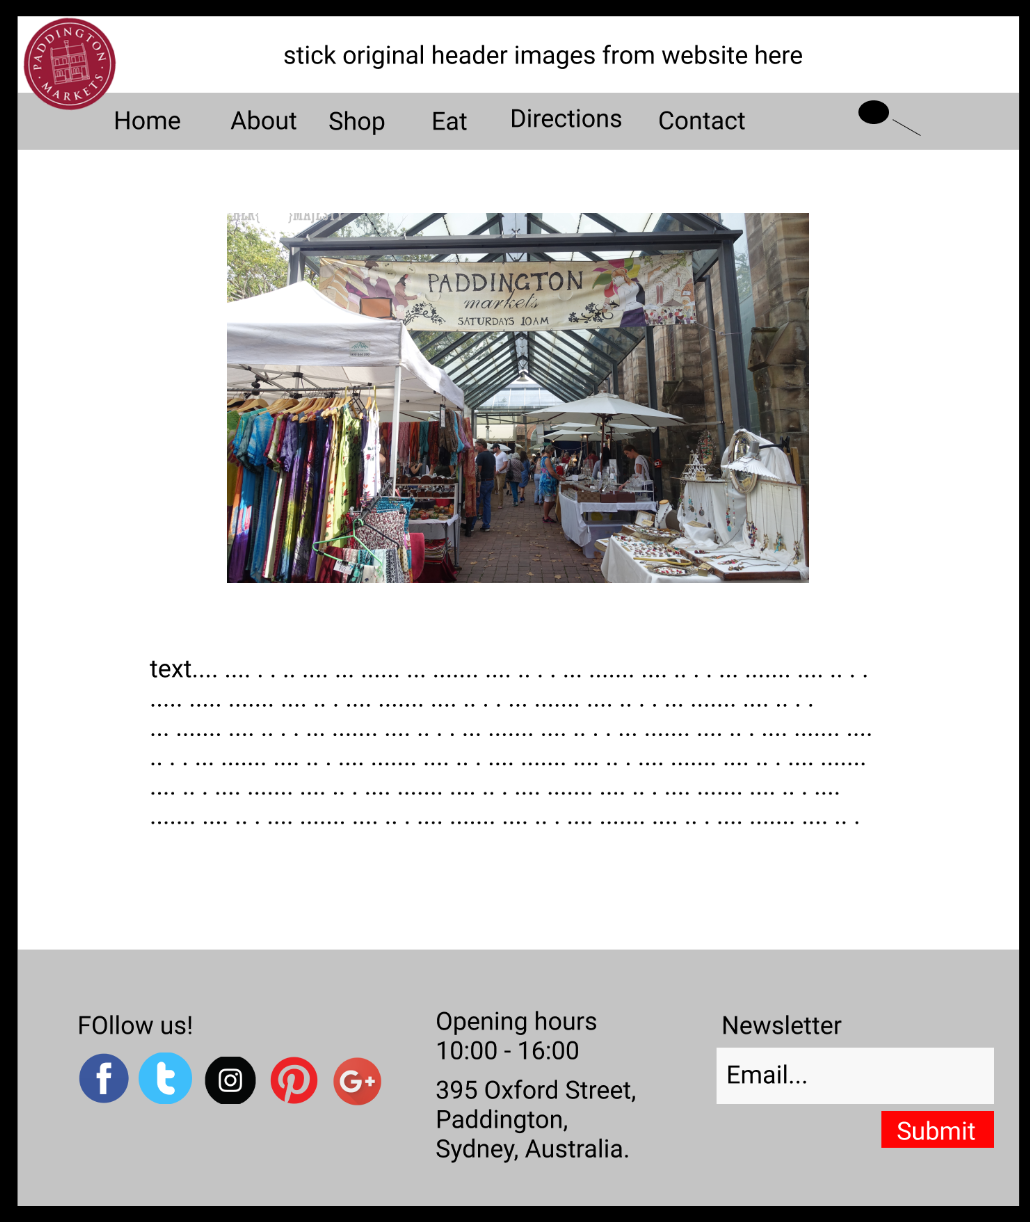 PADDINGTON
MARKETS
stick original header images from website here
Home About Shop Eat Directions Contact
PADDINGTON
markets
SATURDAYS 10AM
text.... .... . . .. .... ... ...... ... ....... .... .. . . ... ....... .... .. . . ... ....... .... .. . .
..... ..... ....... .... .. . .... ....... .... .. . . ... ....... .... .. . . ... ....... .... .. . .
... ....... .... .. . . ... ....... .... .. . . ... ....... .... .. . . ... ....... .... .. . .... ....... ....
.. . . ... ....... .... .. . .... ....... .... .. . .... ....... .... .. . .... ....... .... .. . .... .......
.... .. . .... ....... .... .. . .... ....... .... .. . .... ....... .... .. . .... ....... .... .. . ....
....... .... .. . .... ....... .... .. . .... ....... .... .. . .... ....... .... .. . .... ....... .... .. .
FOllow us!
f t G+
Opening hours
10:00 - 16:00
395 Oxford Street,
Paddington,
Sydney, Australia.
Newsletter
Email...
Submit